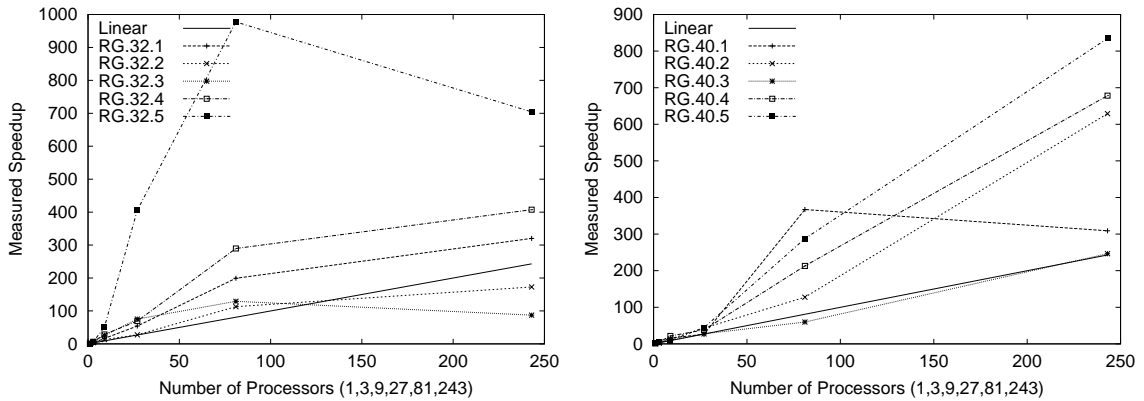 Measured Speedup
1000
900
800
700
600
500
400
300
200
100
0
Linear
RG.32.1
RG.32.2
RG.32.3
RG.32.4
RG.32.5
0
50
100
150
200
250
Number of Processors (1,3,9,27,81,243)
Measured Speedup
900
800
700
600
500
400
300
200
100
0
Linear
RG.40.1
RG.40.2
RG.40.3
RG.40.4
RG.40.5
0
50
100
150
200
250
Number of Processors (1,3,9,27,81,243)